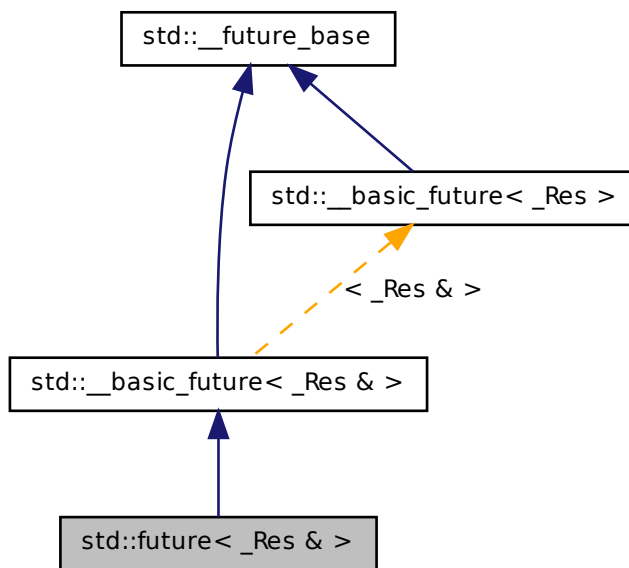 std::__future_base
std::__basic_future< _Res >
< _Res & >
std::__basic_future< _Res & >
std::future< _Res & >